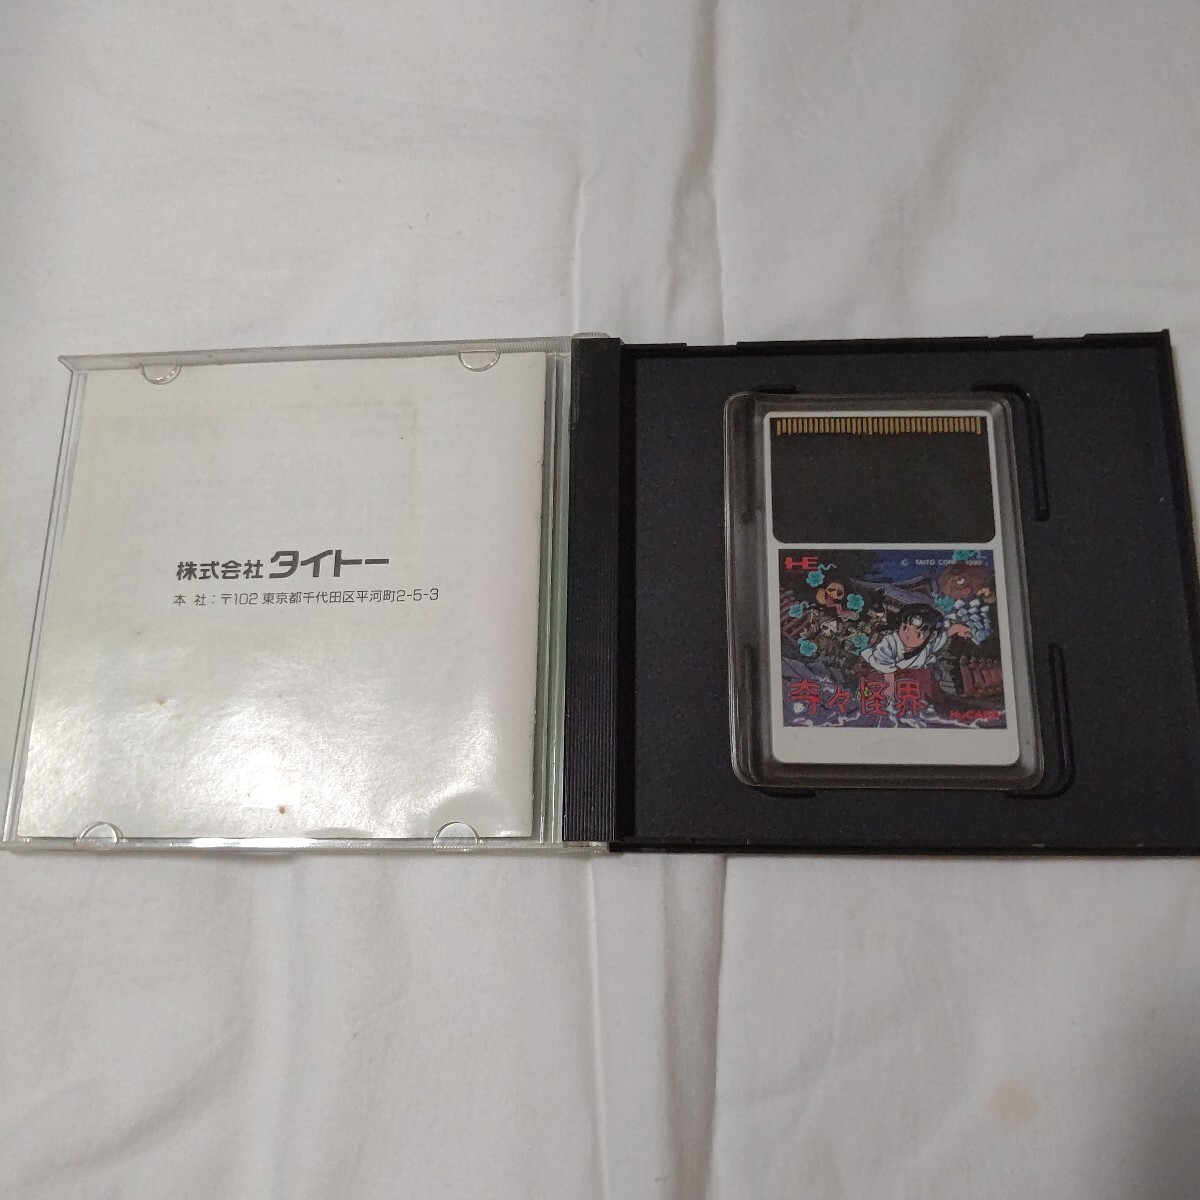 株式会社 タイトー
本 社 : 〒102 東京都千代田区平河町2-5-3
HE
© TAITO CORP. 1990
奇々怪界
HuCARD